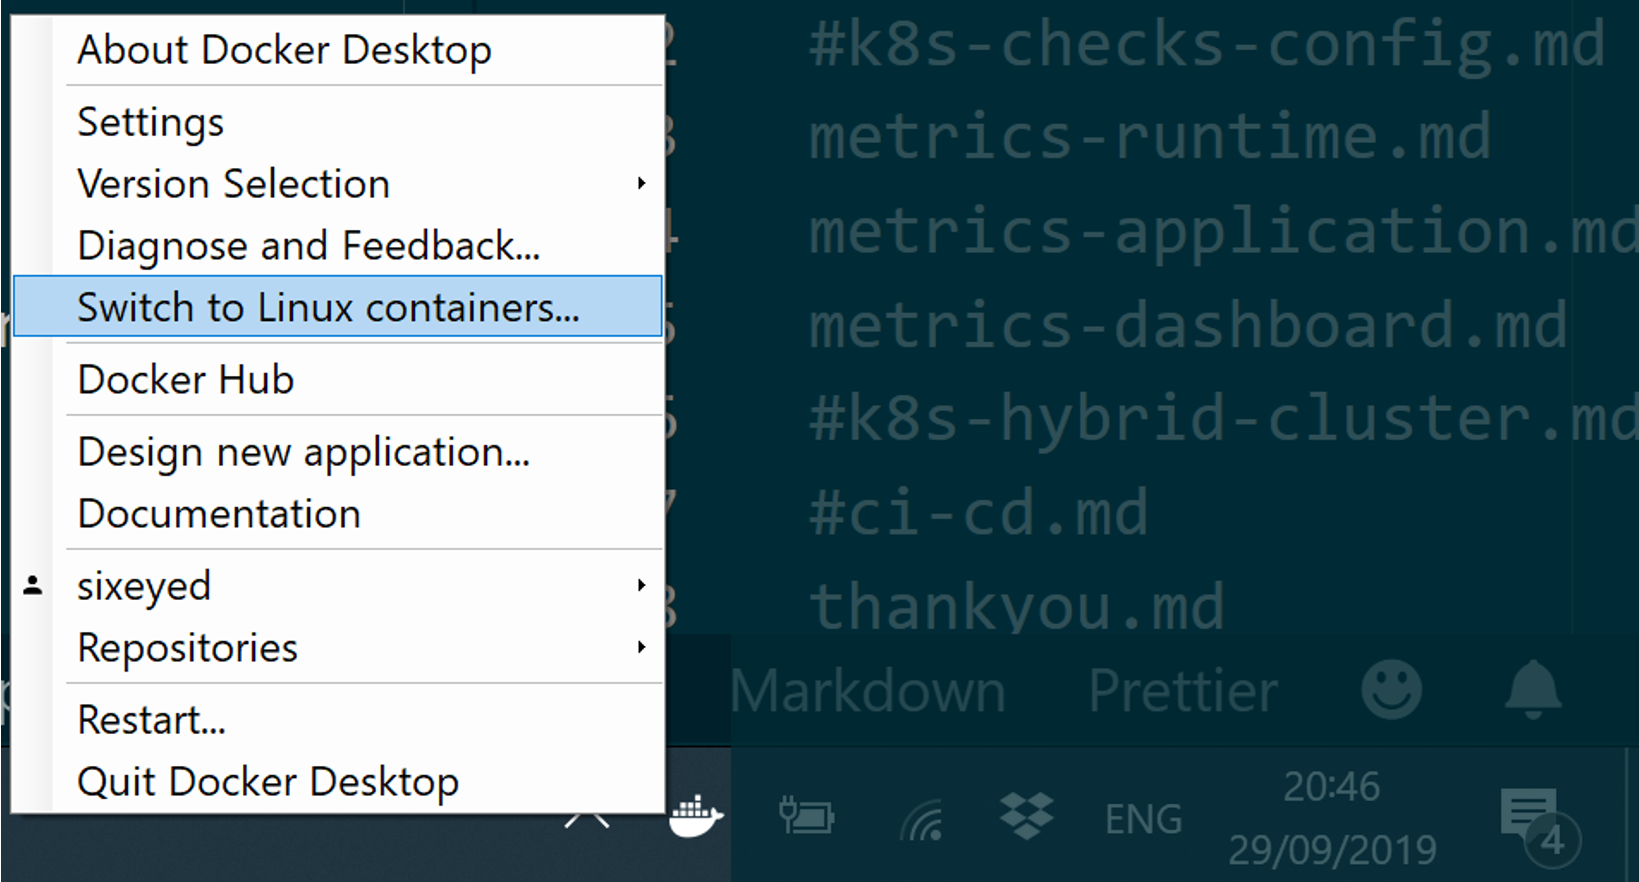 About Docker Desktop
Settings
Version Selection
Diagnose and Feedback...
Switch to Linux containers...
Docker Hub
Design new application...
Documentation
sixeyed
Repositories
Restart...
Quit Docker Desktop
#k8s-checks-config.md
metrics-runtime.md
metrics-application.md
metrics-dashboard.md
#k8s-hybrid-cluster.md
#ci-cd.md
thankyou.md
Markdown Prettier
ENG
20:46
29/09/2019
4